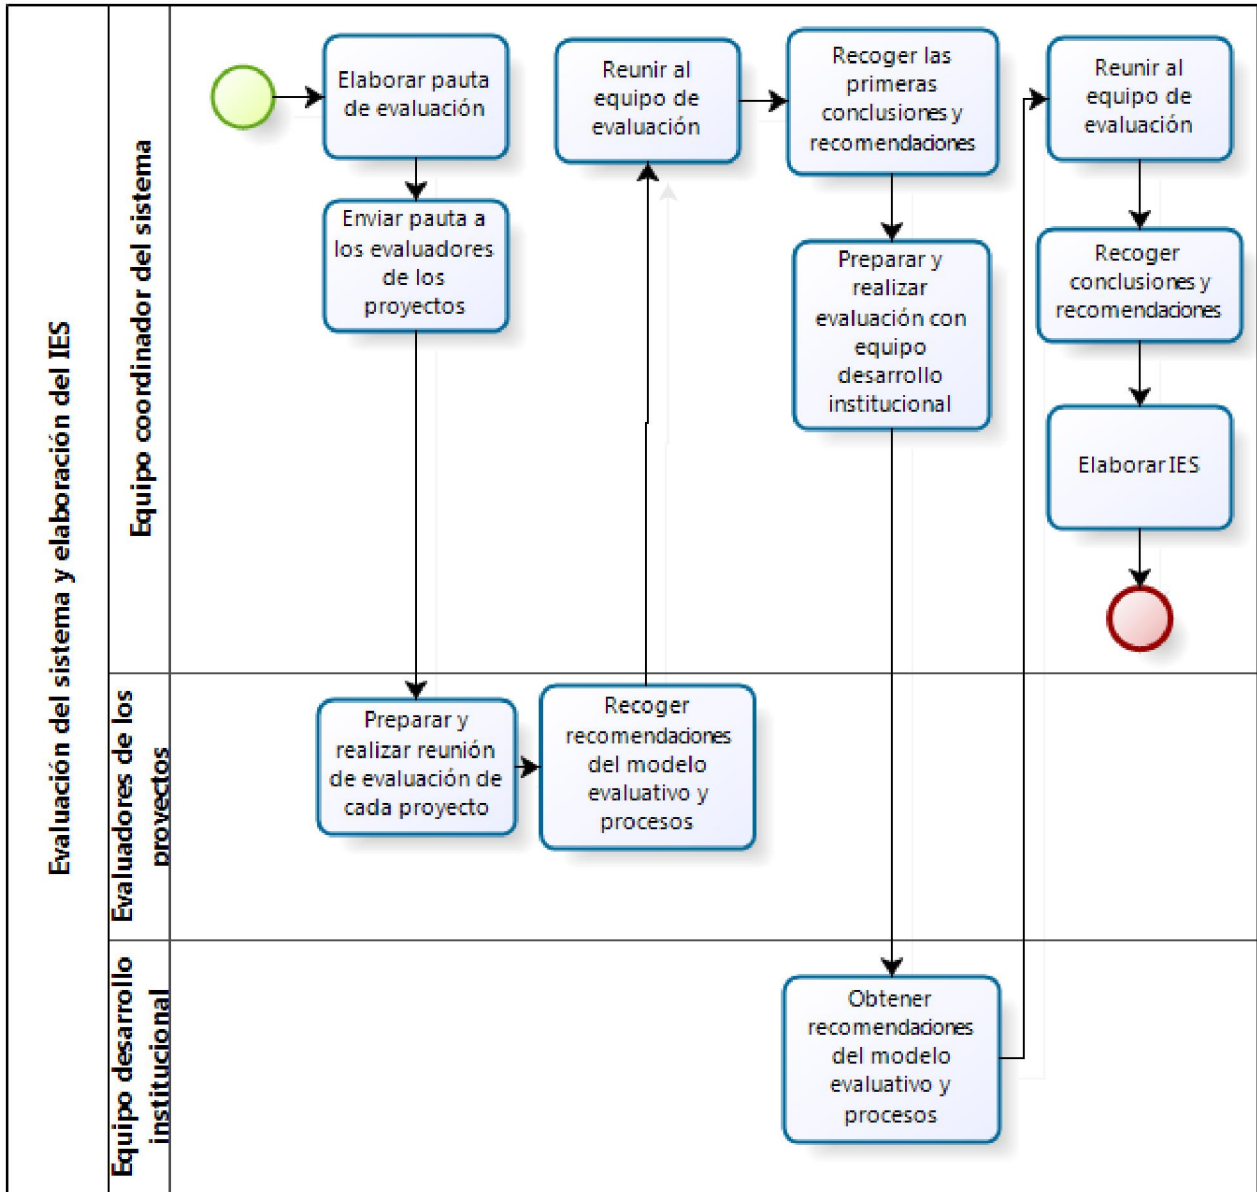 Evaluación del sistema y elaboración del IES
Equipo coordinador del sistema
Elaborar pauta
de evaluación
Enviar pauta a
los evaluadores
de los
proyectos
Reunir al
equipo de
evaluación
Recoger las
primeras
conclusiones y
recomendaciones
Preparar y
realizar
evaluación con
equipo
desarrollo
institucional
Reunir al
equipo de
evaluación
Recoger
conclusiones y
recomendaciones
Elaborar IES
Evaluadores de los
proyectos
Preparar y
realizar reunión
de evaluación de
cada proyecto
Recoger
recomendaciones
del modelo
evaluativo y
procesos
Equipo desarrollo
institucional
Obtener
recomendaciones
del modelo
evaluativo y
procesos